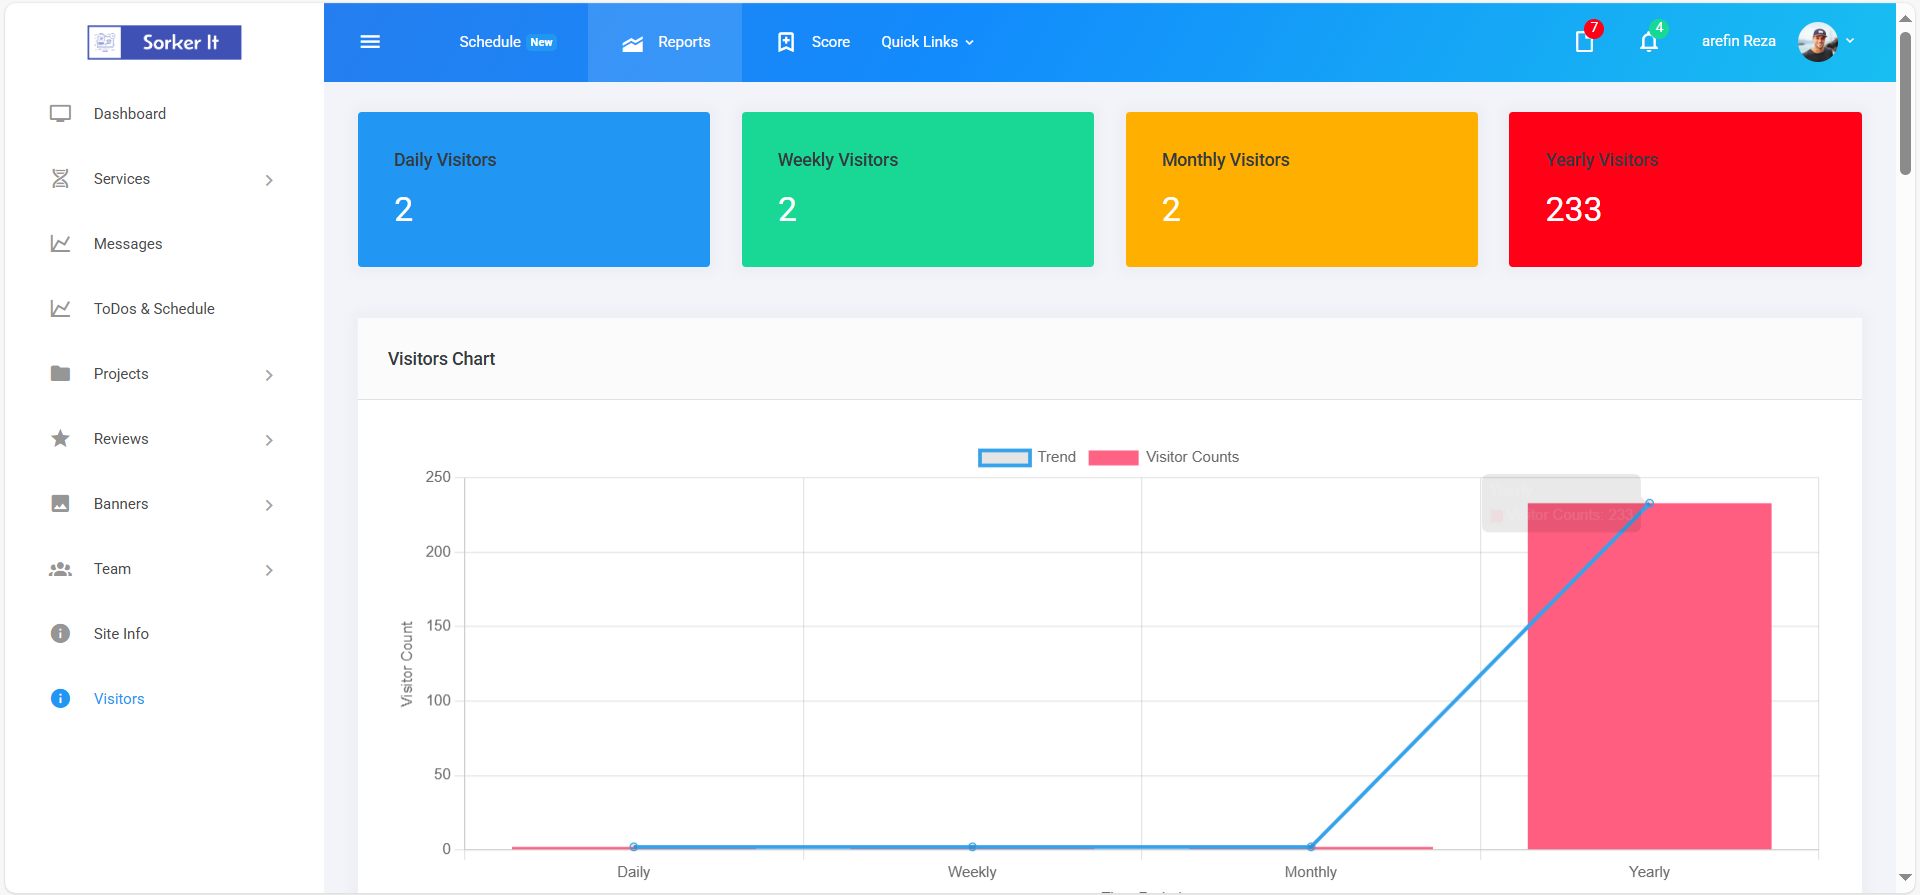 Sorker It
Schedule New
Reports
Score
Quick Links
7
4
arefin Reza
Dashboard
Services
Messages
ToDos & Schedule
Projects
Reviews
Banners
Team
Site Info
Visitors
Daily Visitors
2
Weekly Visitors
2
Monthly Visitors
2
Yearly Visitors
233
Visitors Chart
Trend
Visitor Counts
250
200
150
100
50
0
Visitor Count
Counts: 233
Daily
Weekly
Monthly
Yearly